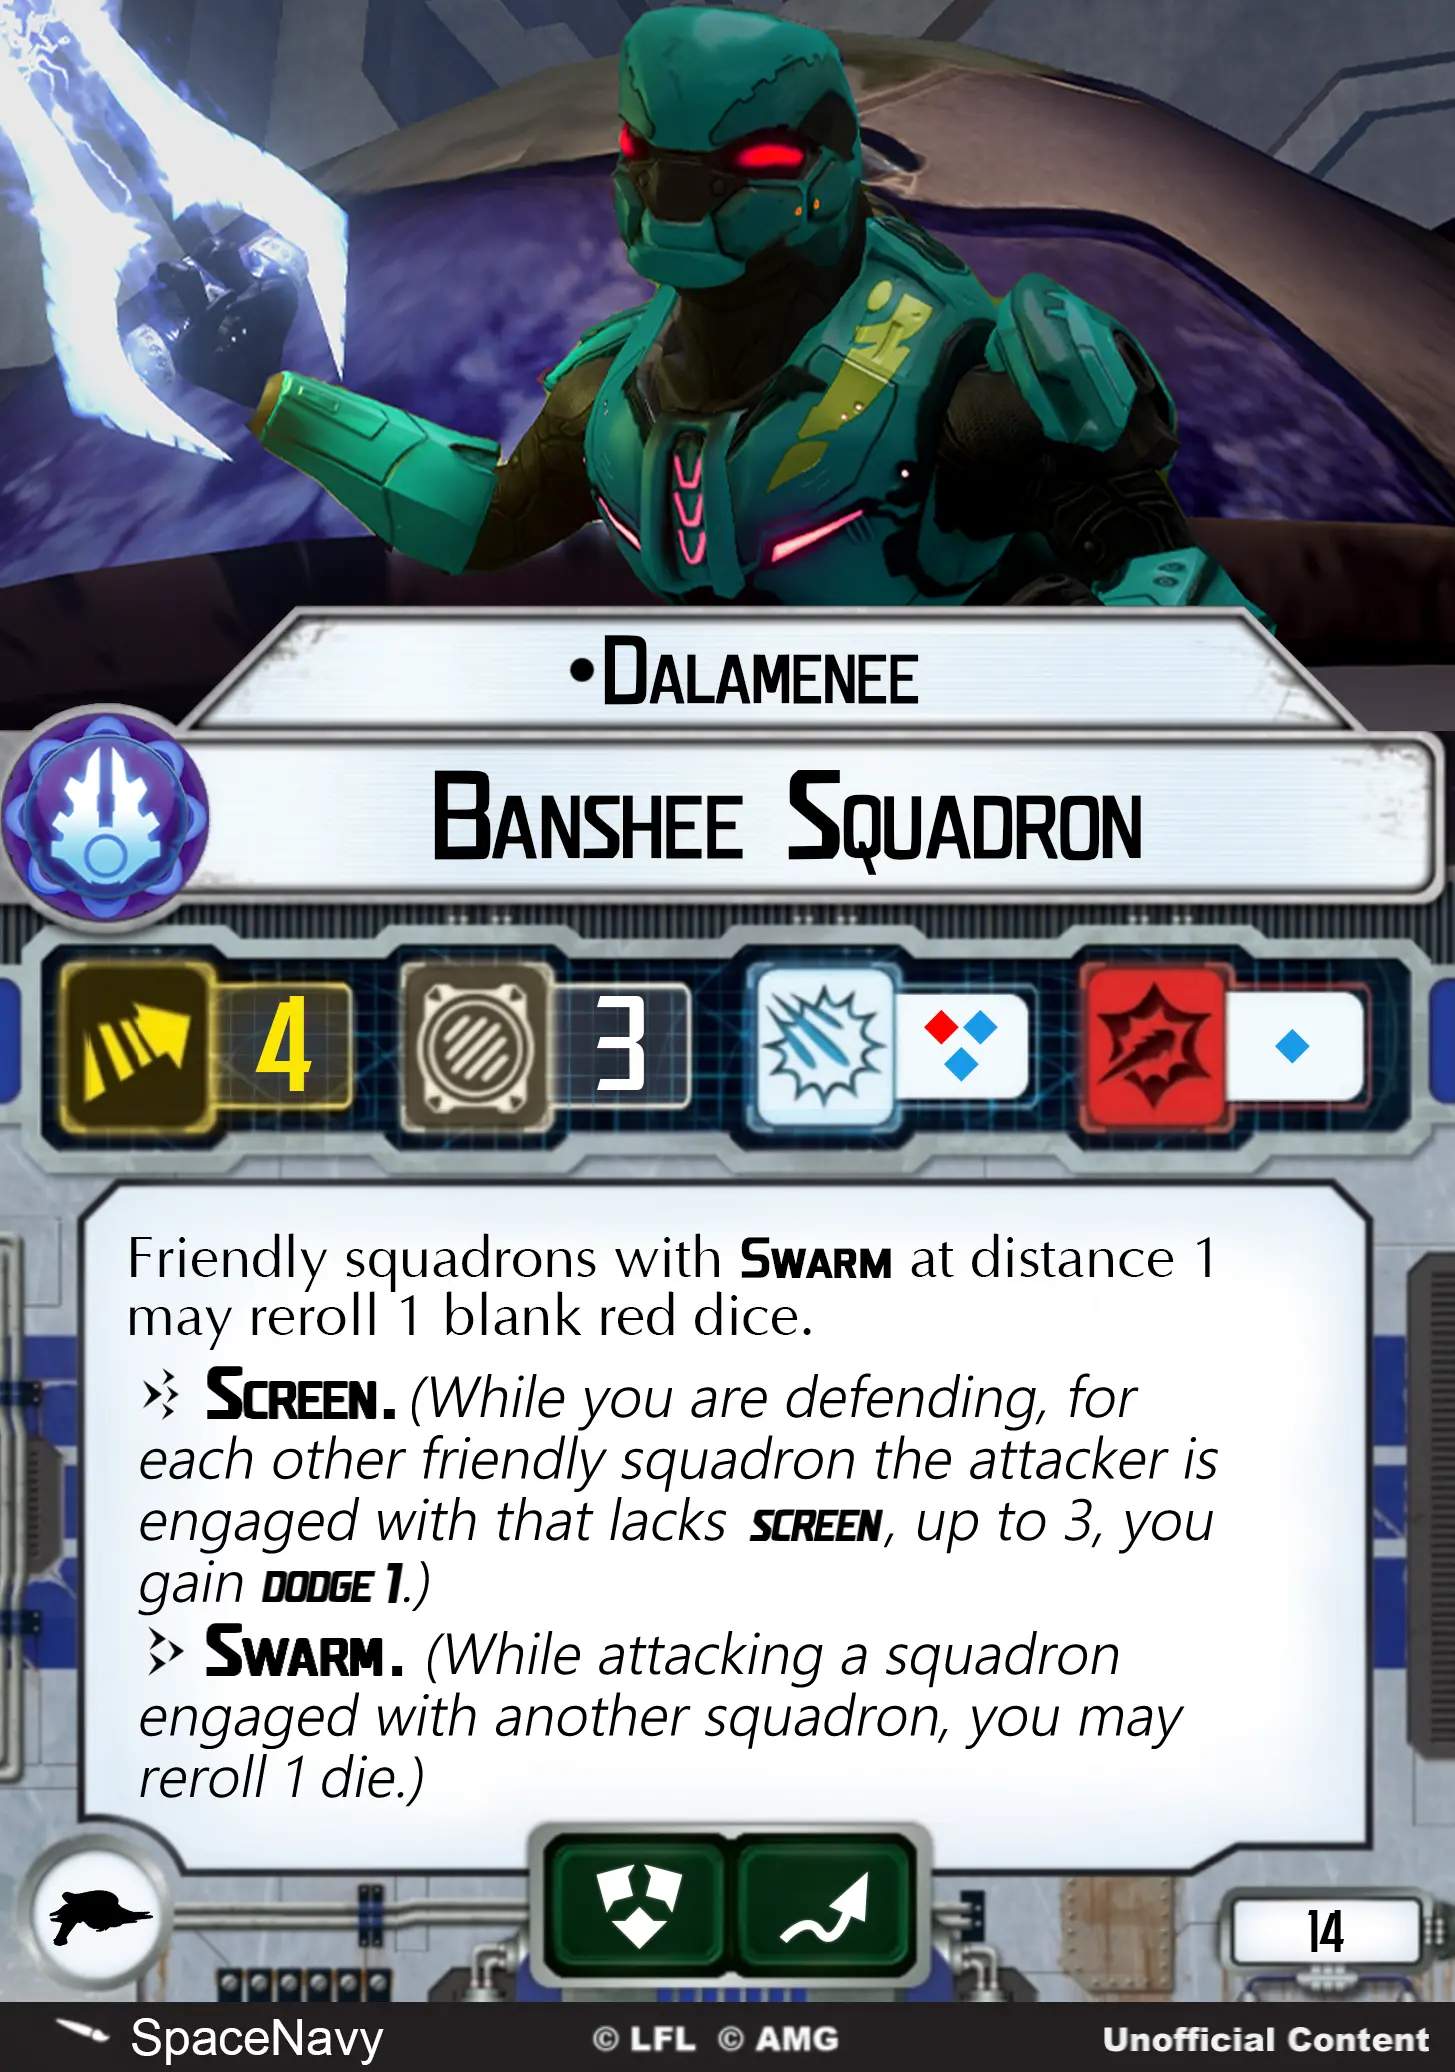 •Dalamenee
Banshee Squadron
4
3
Friendly squadrons with Swarm at distance 1
may reroll 1 blank red dice.
Screen. (While you are defending, for
each other friendly squadron the attacker is
engaged with that lacks screen, up to 3, you
gain dodge 1.)
Swarm. (While attacking a squadron
engaged with another squadron, you may
reroll 1 die.)
14
SpaceNavy
© LFL © AMG
Unofficial Content